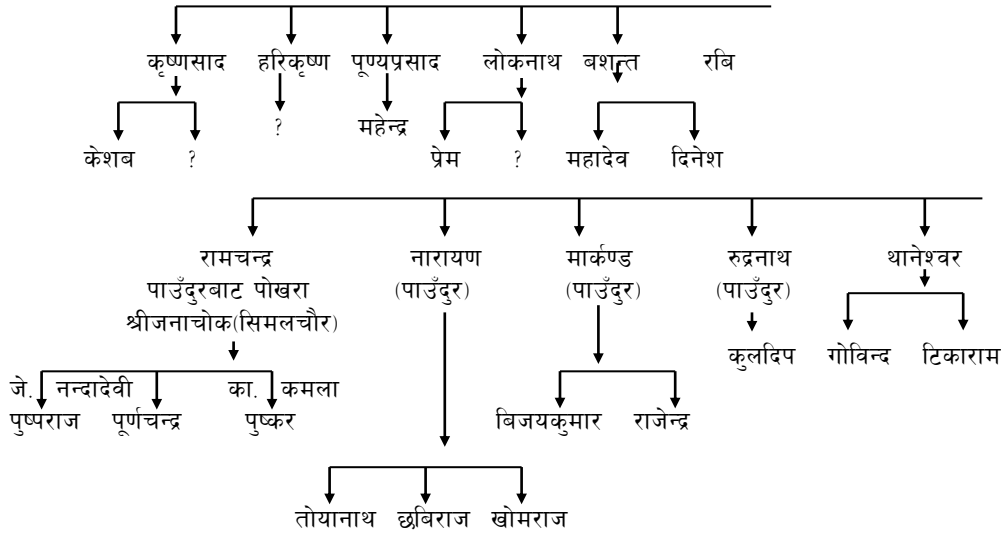 कृष्णसाद हरिकृष्ण पूण्यप्रसाद लोकनाथ बशन्त रबि
? महेन्द्र
केशब ? प्रेम ? महादेव दिनेश
रामचन्द्र नारायण मार्कण्ड रुद्रनाथ थानेश्वर
पाउँदुरबाट पोखरा (पाउँदुर) (पाउँदुर) (पाउँदुर)
श्रीजनाचोक(सिमलचौर)
कुलदिप गोविन्द टिकाराम
जे. नन्दादेवी का. कमला
पुष्पराज पूर्णचन्द्र पुष्कर बिजयकुमार राजेन्द्र
तोयानाथ छबिराज खोमराज